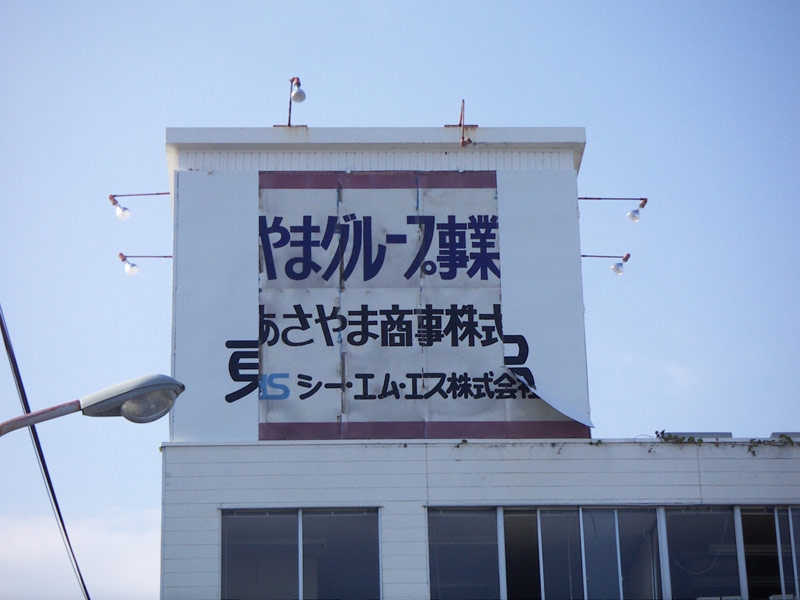 やまグループ事業
あさやま商事株式
シー・エム・エス株式会社